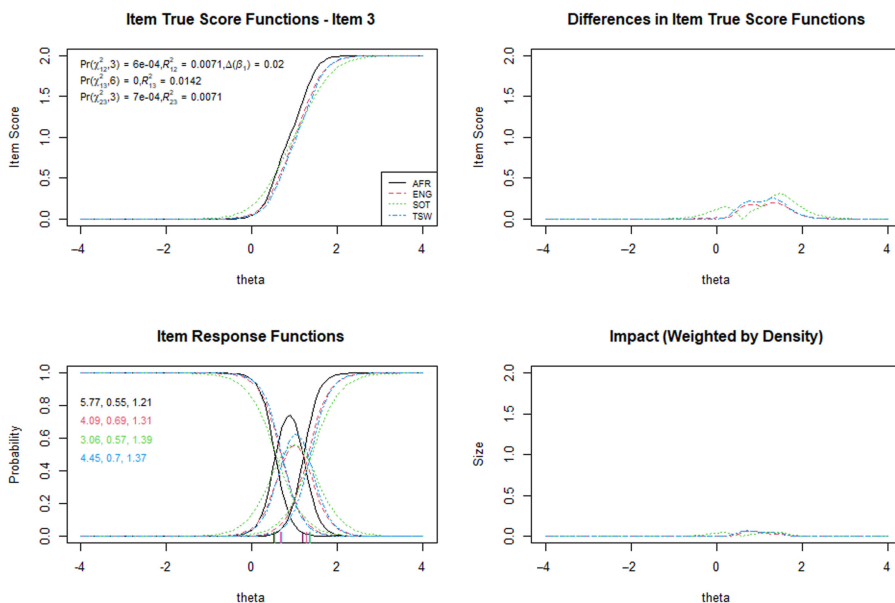 Item True Score Functions - Item 3
Item Score
2.0
1.5
1.0
0.5
0.0
Pr(χ²₁₂,3) = 6e-04,R²₁₂ = 0.0071,Δ(β₁) = 0.02
Pr(χ²₁₃,6) = 0,R²₁₃ = 0.0142
Pr(χ²₂₃,3) = 7e-04,R²₂₃ = 0.0071
AFR
ENG
SOT
TSW
−4 −2 0 2 4
theta
Differences in Item True Score Functions
Item Score
2.0
1.5
1.0
0.5
0.0
−4 −2 0 2 4
theta
Item Response Functions
Probability
1.0
0.8
0.6
0.4
0.2
0.0
5.77, 0.55, 1.21
4.09, 0.69, 1.31
3.06, 0.57, 1.39
4.45, 0.7, 1.37
−4 −2 0 2 4
theta
Impact (Weighted by Density)
Size
2.0
1.5
1.0
0.5
0.0
−4 −2 0 2 4
theta